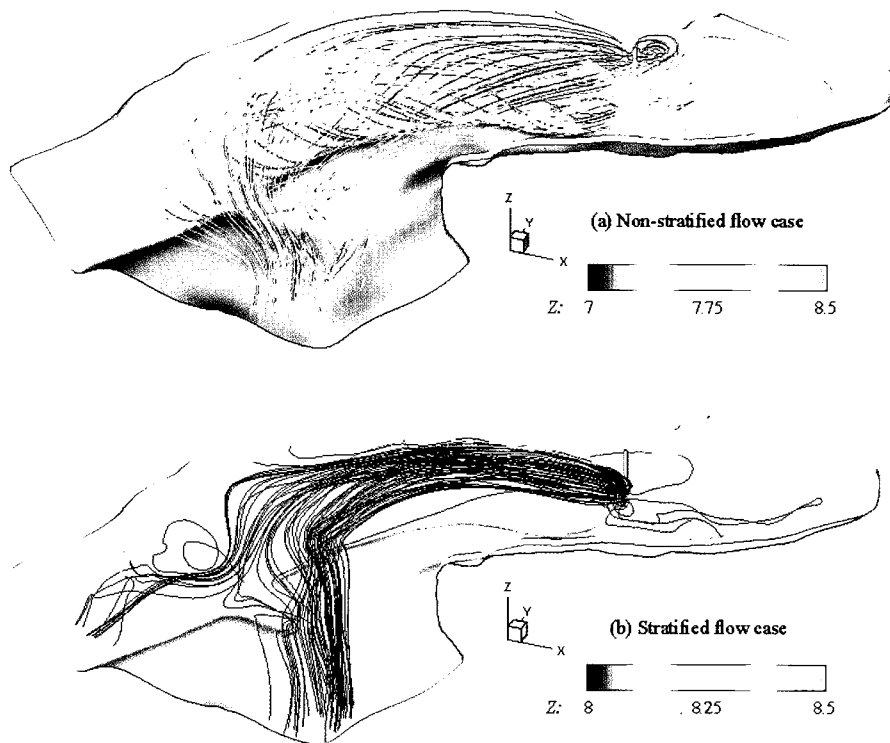 Z
Y
X
(a) Non-stratified flow case
Z: 7 7.75 8.5
Z
Y
X
(b) Stratified flow case
Z: 8 8.25 8.5